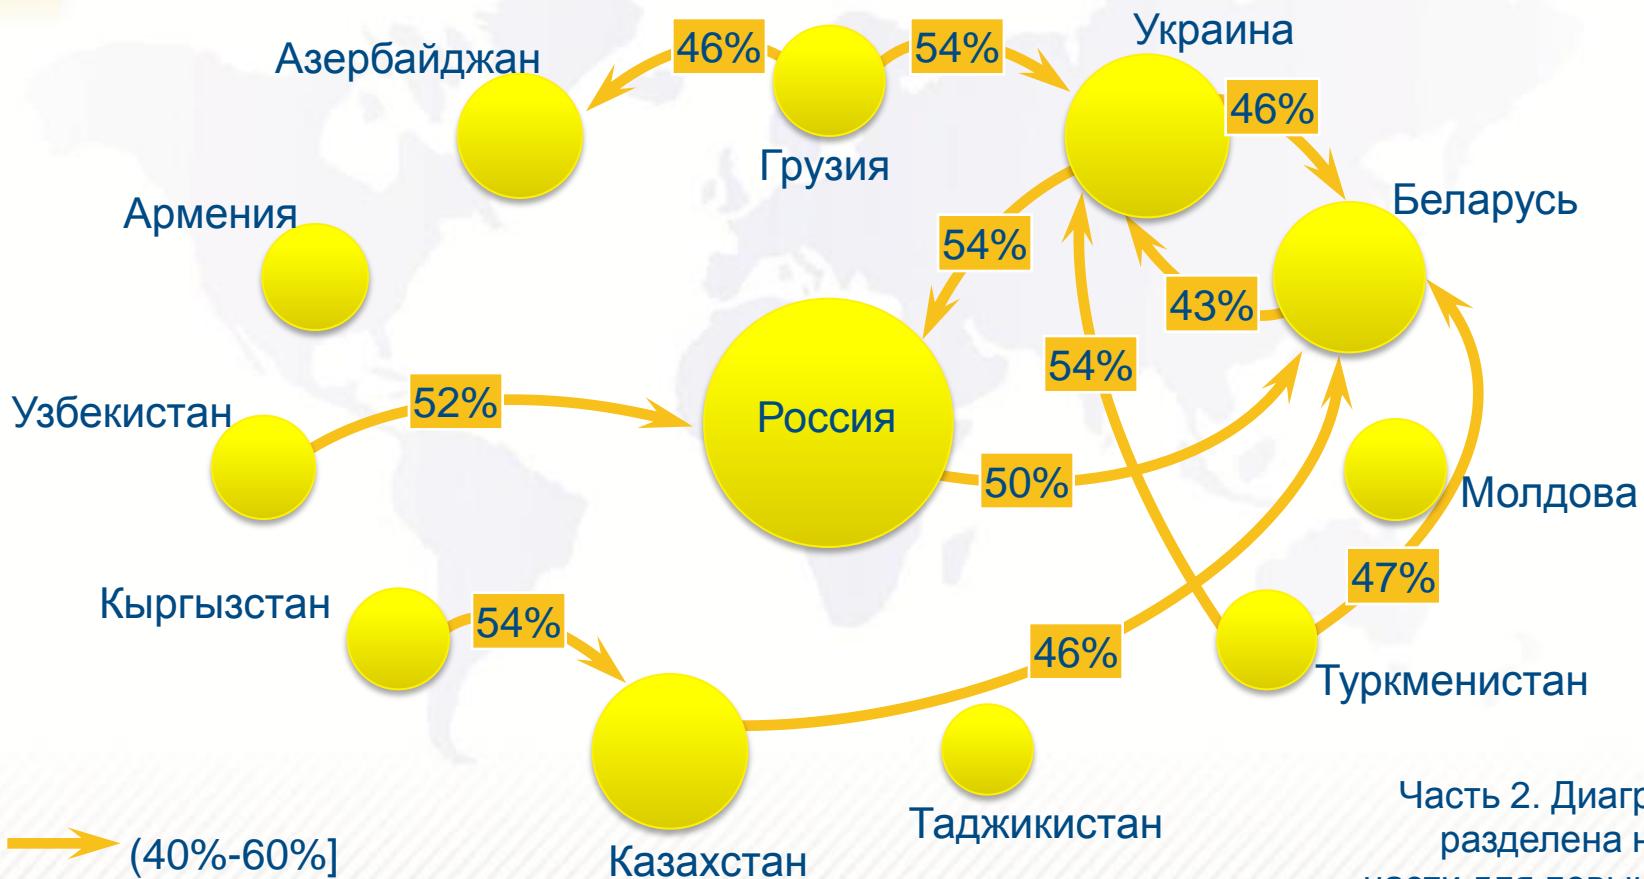 Украина
46%
54%
Азербайджан
46%
Грузия
Беларусь
Армения
54%
43%
54%
52%
Узбекистан
Россия
50%
Молдова
47%
Кыргызстан
54%
46%
Туркменистан
Часть 2.
разделена
Таджикистан
(40%-60%]
Казахстан